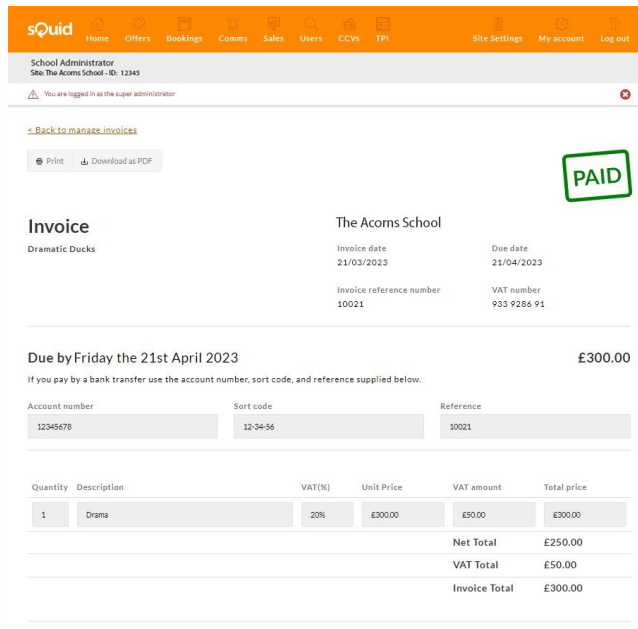 sQuid
Home Offers Bookings Comms Sales Users CCVs TPI Site Settings My account Log out
School Administrator
Site: The Acorns School - ID: 12345
You are logged in as the super administrator
< Back to manage invoices
Print Download as PDF
PAID
Invoice
Dramatic Ducks
The Acorns School
Invoice date Due date
21/03/2023 21/04/2023
Invoice reference number VAT number
10021 933 9286 91
Due by Friday the 21st April 2023 £300.00
If you pay by a bank transfer use the account number, sort code, and reference supplied below.
Account number Sort code Reference
12345678 12-34-56 10021
Quantity Description VAT(%) Unit Price VAT amount Total price
1 Drama 20% £300.00 £50.00 £300.00
Net Total £250.00
VAT Total £50.00
Invoice Total £300.00